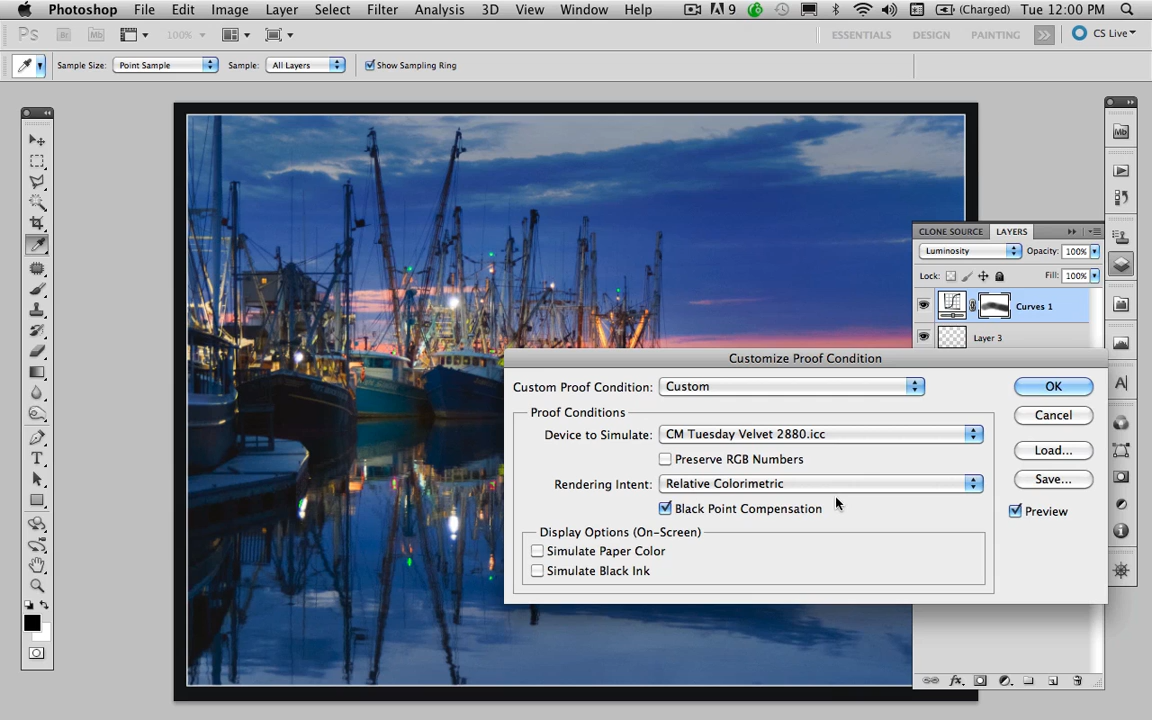 Photoshop File Edit Image Layer Select Filter Analysis 3D View Window Help 9 (Charged) Tue 12:00 PM
Ps Br Mb 100% ESSENTIALS DESIGN PAINTING CS Live
Sample Size: Point Sample Sample: All Layers Show Sampling Ring
Mb
CLONE SOURCE LAYERS
Luminosity Opacity: 100%
Lock: Fill: 100%
Curves 1
Layer 3
Customize Proof Condition
Custom Proof Condition: Custom OK
Proof Conditions Cancel
Device to Simulate: CM Tuesday Velvet 2880.icc
Preserve RGB Numbers Load...
Rendering Intent: Relative Colorimetric Save...
Black Point Compensation Preview
Display Options (On-Screen)
Simulate Paper Color
Simulate Black Ink